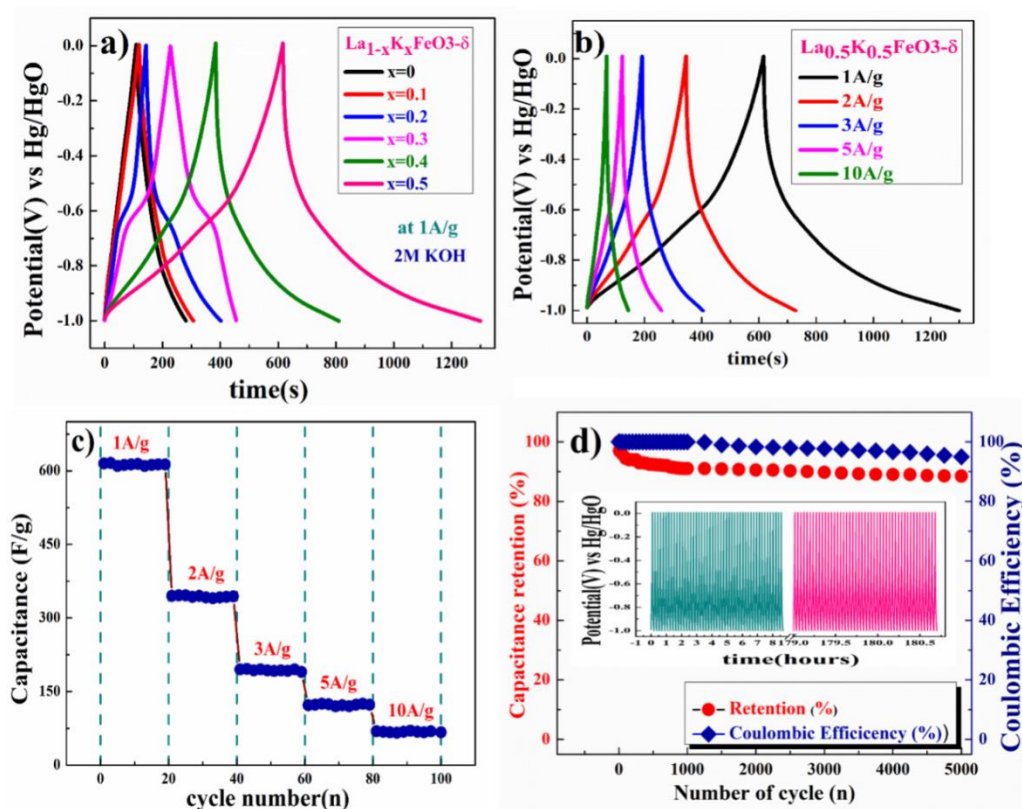 a)
La1-xKxFeO3-δ
x=0
x=0.1
x=0.2
x=0.3
x=0.4
x=0.5
at 1A/g
2M KOH
0.0
-0.2
-0.4
-0.6
-0.8
-1.0
Potential(V) vs Hg/HgO
0 200 400 600 800 1000 1200
time(s)
b)
La0.5K0.5FeO3-δ
1A/g
2A/g
3A/g
5A/g
10A/g
0.0
-0.2
-0.4
-0.6
-0.8
-1.0
Potential(V) vs Hg/HgO
0 200 400 600 800 1000 1200
time(s)
c)
1A/g
2A/g
3A/g
5A/g
10A/g
600
450
300
150
0
Capacitance (F/g)
0 20 40 60 80 100
cycle number(n)
d)
100
80
60
40
20
0
Capacitance retention (%)
100
80
60
40
20
0
Coulombic Efficiency (%)
Potential(V) vs Hg/HgO
0.0
-0.2
-0.4
-0.6
-0.8
-1.0
-1 0 1 2 3 4 5 6 7 8179.0 179.5 180.0 180.5
time(hours)
Retention (%)
Coulombic Efficicency (%))
0 1000 2000 3000 4000 5000
Number of cycle (n)